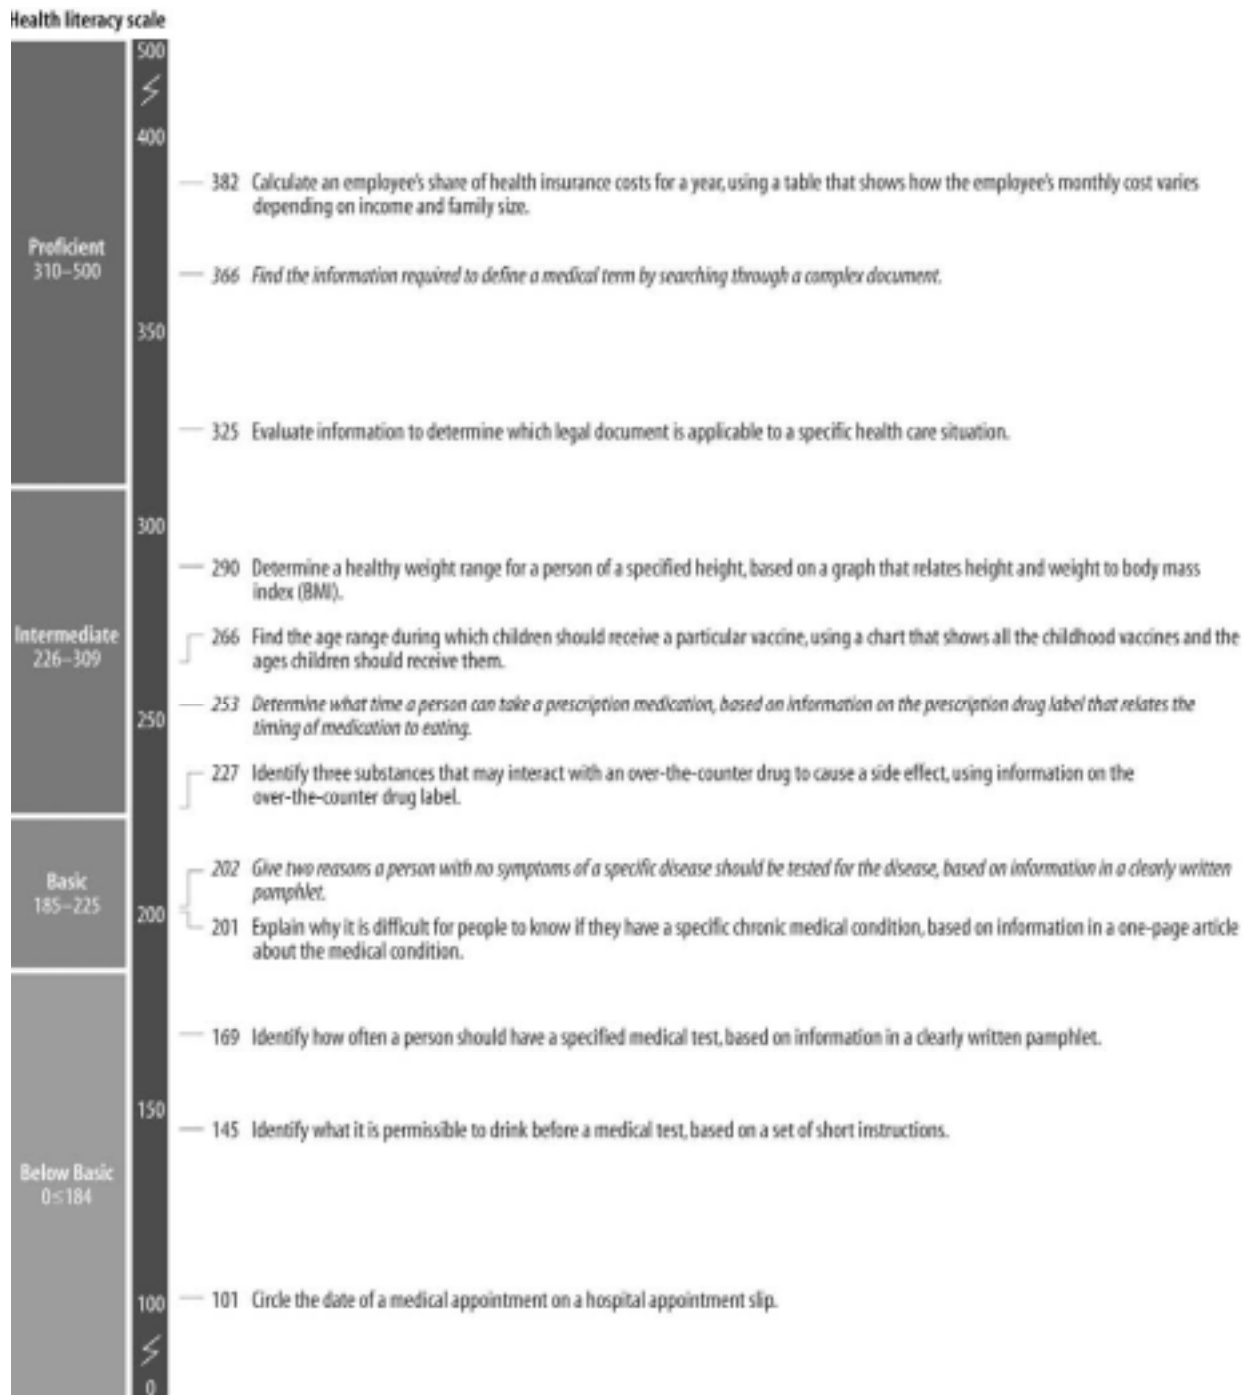 Health literacy scale
500
400
382 Calculate an employee's share of health insurance costs for a year, using a table that shows how the employee's monthly cost varies
depending on income and family size.
Proficient
310–500
366 Find the information required to define a medical term by searching through a complex document.
350
325 Evaluate information to determine which legal document is applicable to a specific health care situation.
300
290 Determine a healthy weight range for a person of a specified height, based on a graph that relates height and weight to body mass
index (BMI).
Intermediate
226–309
266 Find the age range during which children should receive a particular vaccine, using a chart that shows all the childhood vaccines and the
ages children should receive them.
253 Determine what time a person can take a prescription medication, based on information on the prescription drug label that relates the
timing of medication to eating.
250
227 Identify three substances that may interact with an over-the-counter drug to cause a side effect, using information on the
over-the-counter drug label.
202 Give two reasons a person with no symptoms of a specific disease should be tested for the disease, based on information in a clearly written
pamphlet.
Basic
185–225
200
201 Explain why it is difficult for people to know if they have a specific chronic medical condition, based on information in a one-page article
about the medical condition.
169 Identify how often a person should have a specified medical test, based on information in a clearly written pamphlet.
150
145 Identify what it is permissible to drink before a medical test, based on a set of short instructions.
Below Basic
0≤184
100
101 Circle the date of a medical appointment on a hospital appointment slip.
0